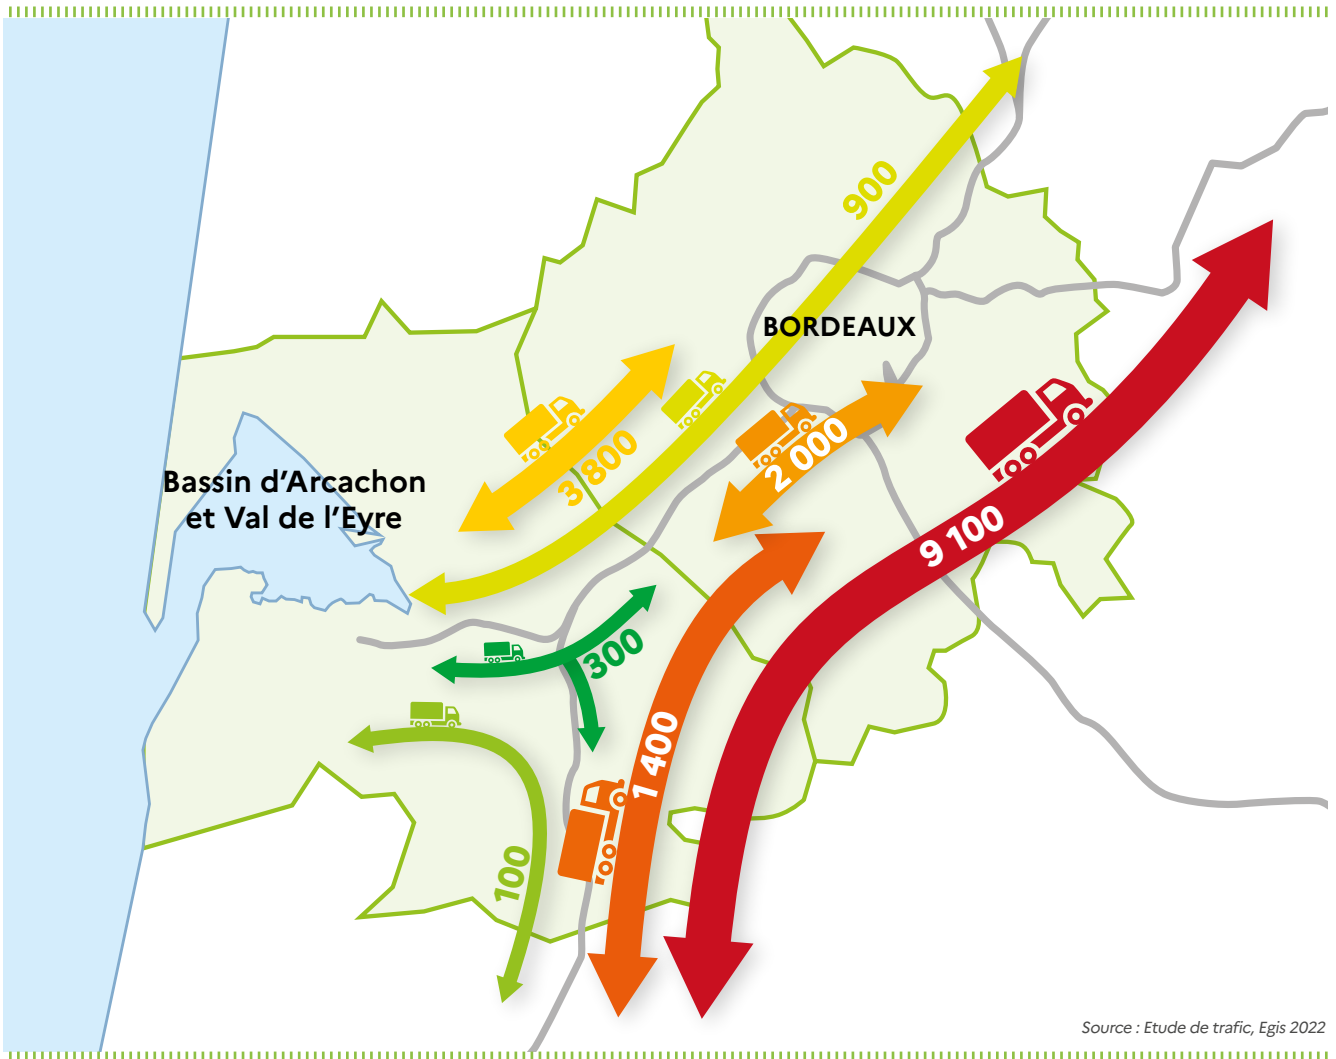 900
BORDEAUX
3 800
2 000
Bassin d'Arcachon
et Val de l'Eyre
9 100
300
1 400
100
Source : Etude de trafic, Egis 2022